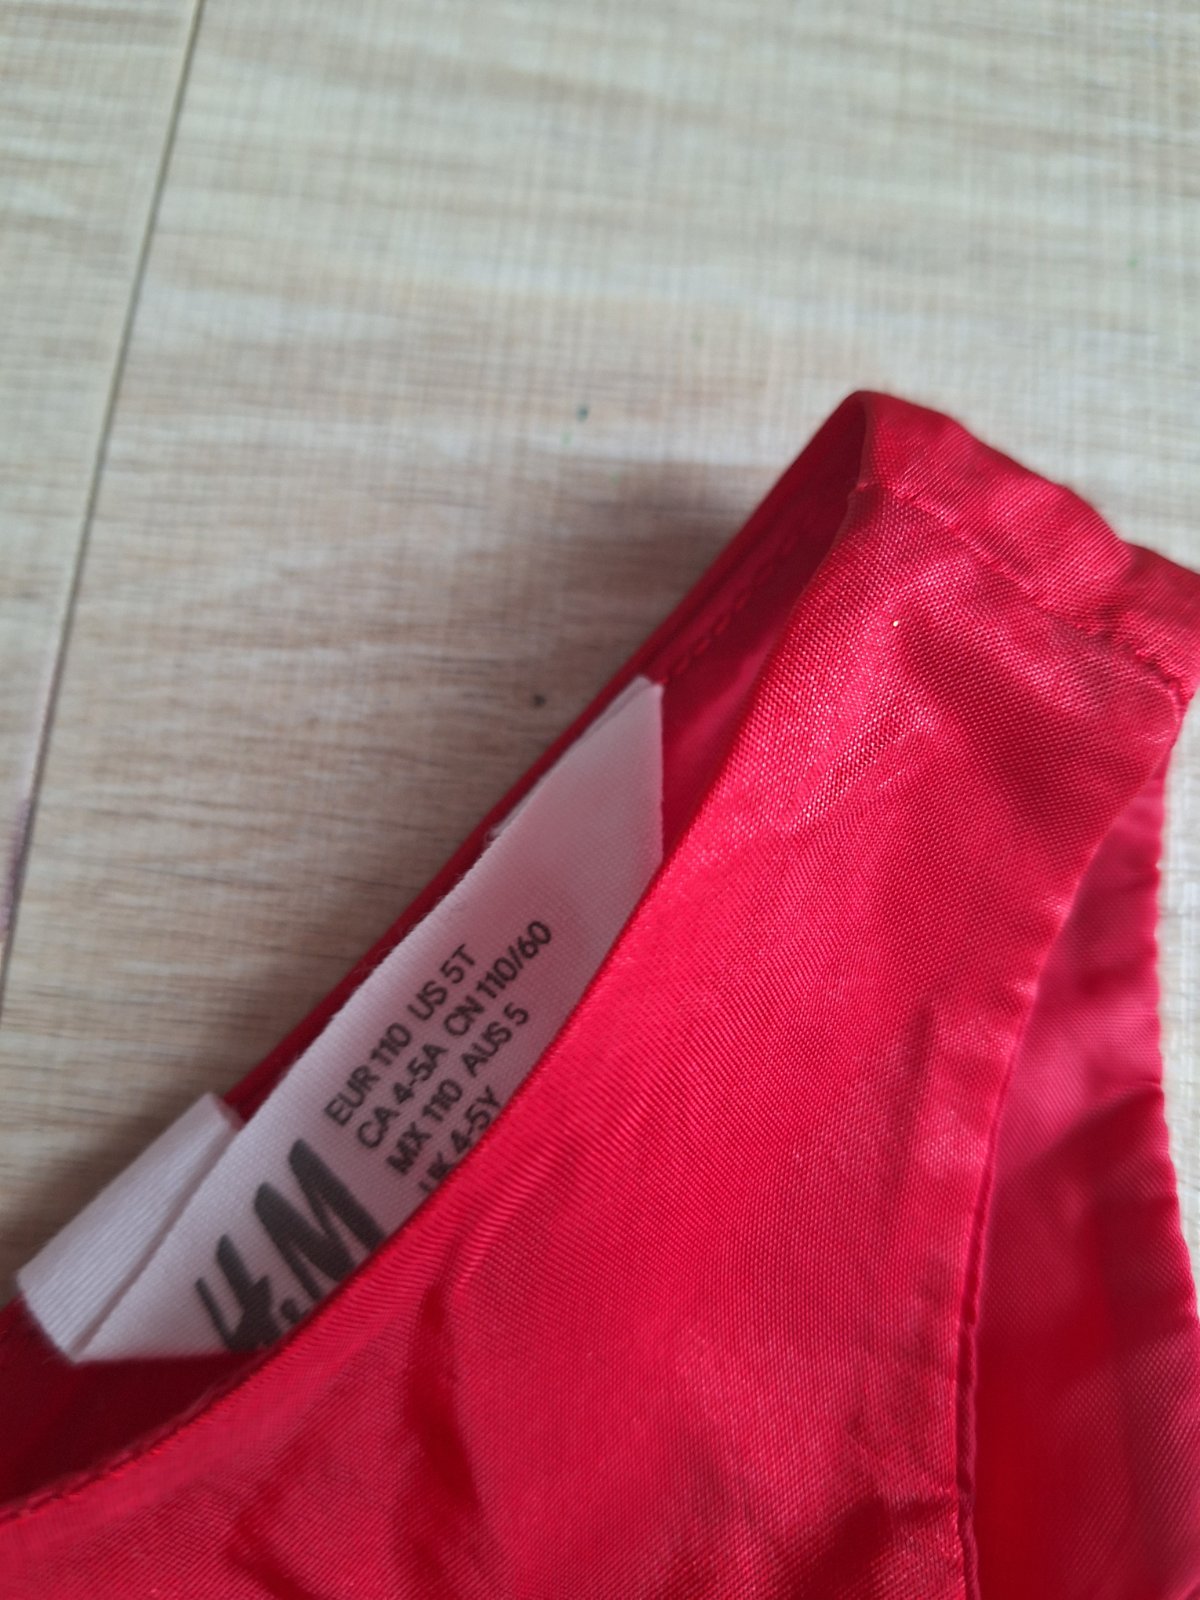 EUR 110 US 5T
CA 4-5A CN 110/60
MX 110 AUS 5
UK 4-5Y
H&M